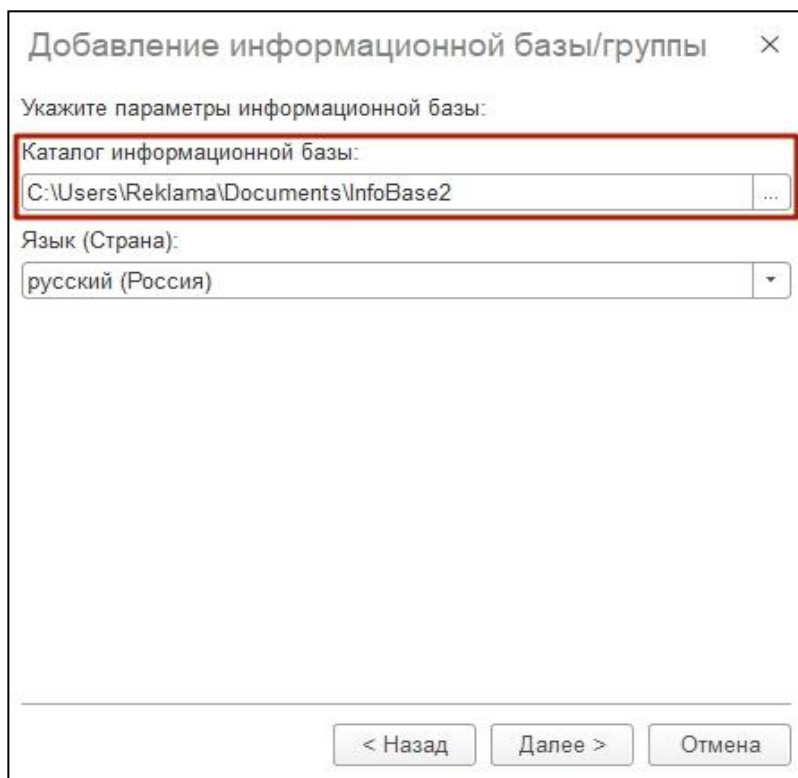 Добавление информационной базы/группы ×
Укажите параметры информационной базы:
Каталог информационной базы:
C:\Users\Reklama\Documents\InfoBase2 ...
Язык (Страна):
русский (Россия)
< Назад Далее > Отмена